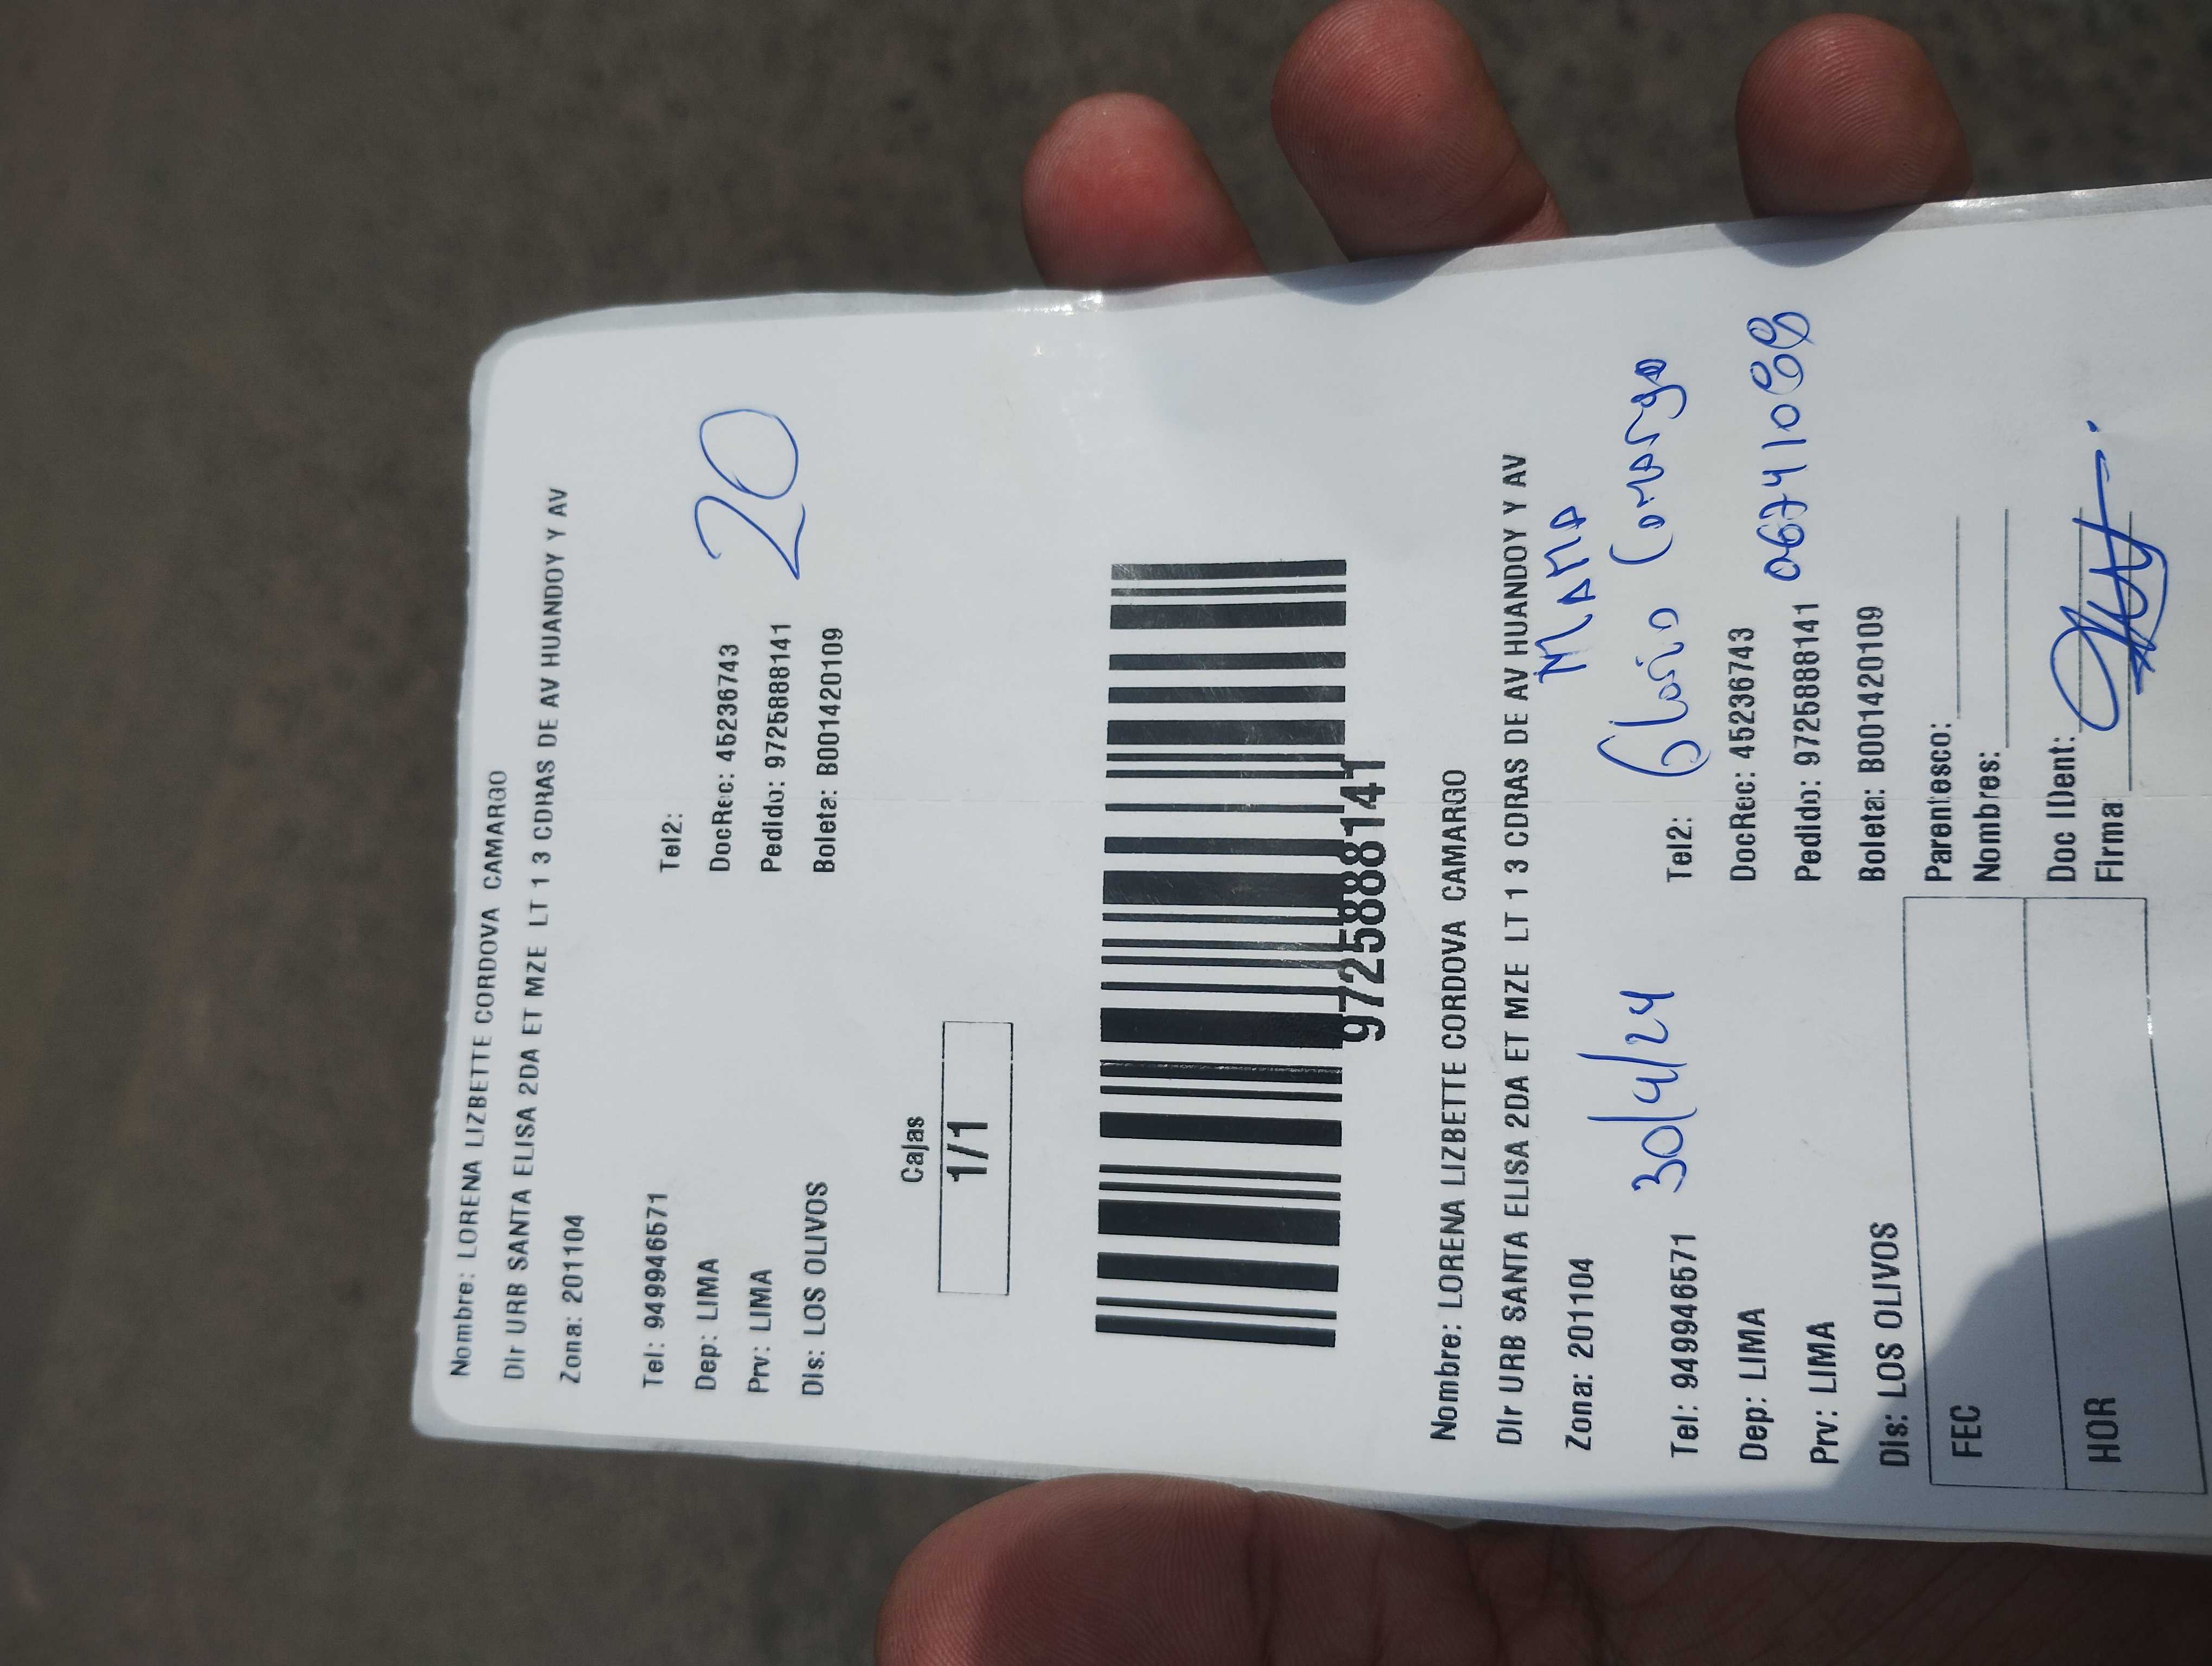 Nombre: LORENA LIZBETTE CORDOVA CAMARGO
Dir URB SANTA ELISA 2DA ET MZE LT 1 3 CDRAS DE AV HUANDOY Y AV
Zona: 201104
Tel: 949946571 Tel2:
Dep: LIMA DocRec: 45236743
Prv: LIMA Pedido: 9725888141
Dis: LOS OLIVOS Boleta: B001420109
20
Cajas
1/1
9725888141
Nombre: LORENA LIZBETTE CORDOVA CAMARGO
Dir URB SANTA ELISA 2DA ET MZE LT 1 3 CDRAS DE AV HUANDOY Y AV
Zona: 201104 MAMA
30/4/24 Camargo
Tel: 949946571 Tel2:
Dep: LIMA DocRec: 45236743
Prv: LIMA Pedido: 9725888141
Dis: LOS OLIVOS Boleta: B001420109
FEC Parentesco:
Nombres:
HOR Doc IDent:
Firma